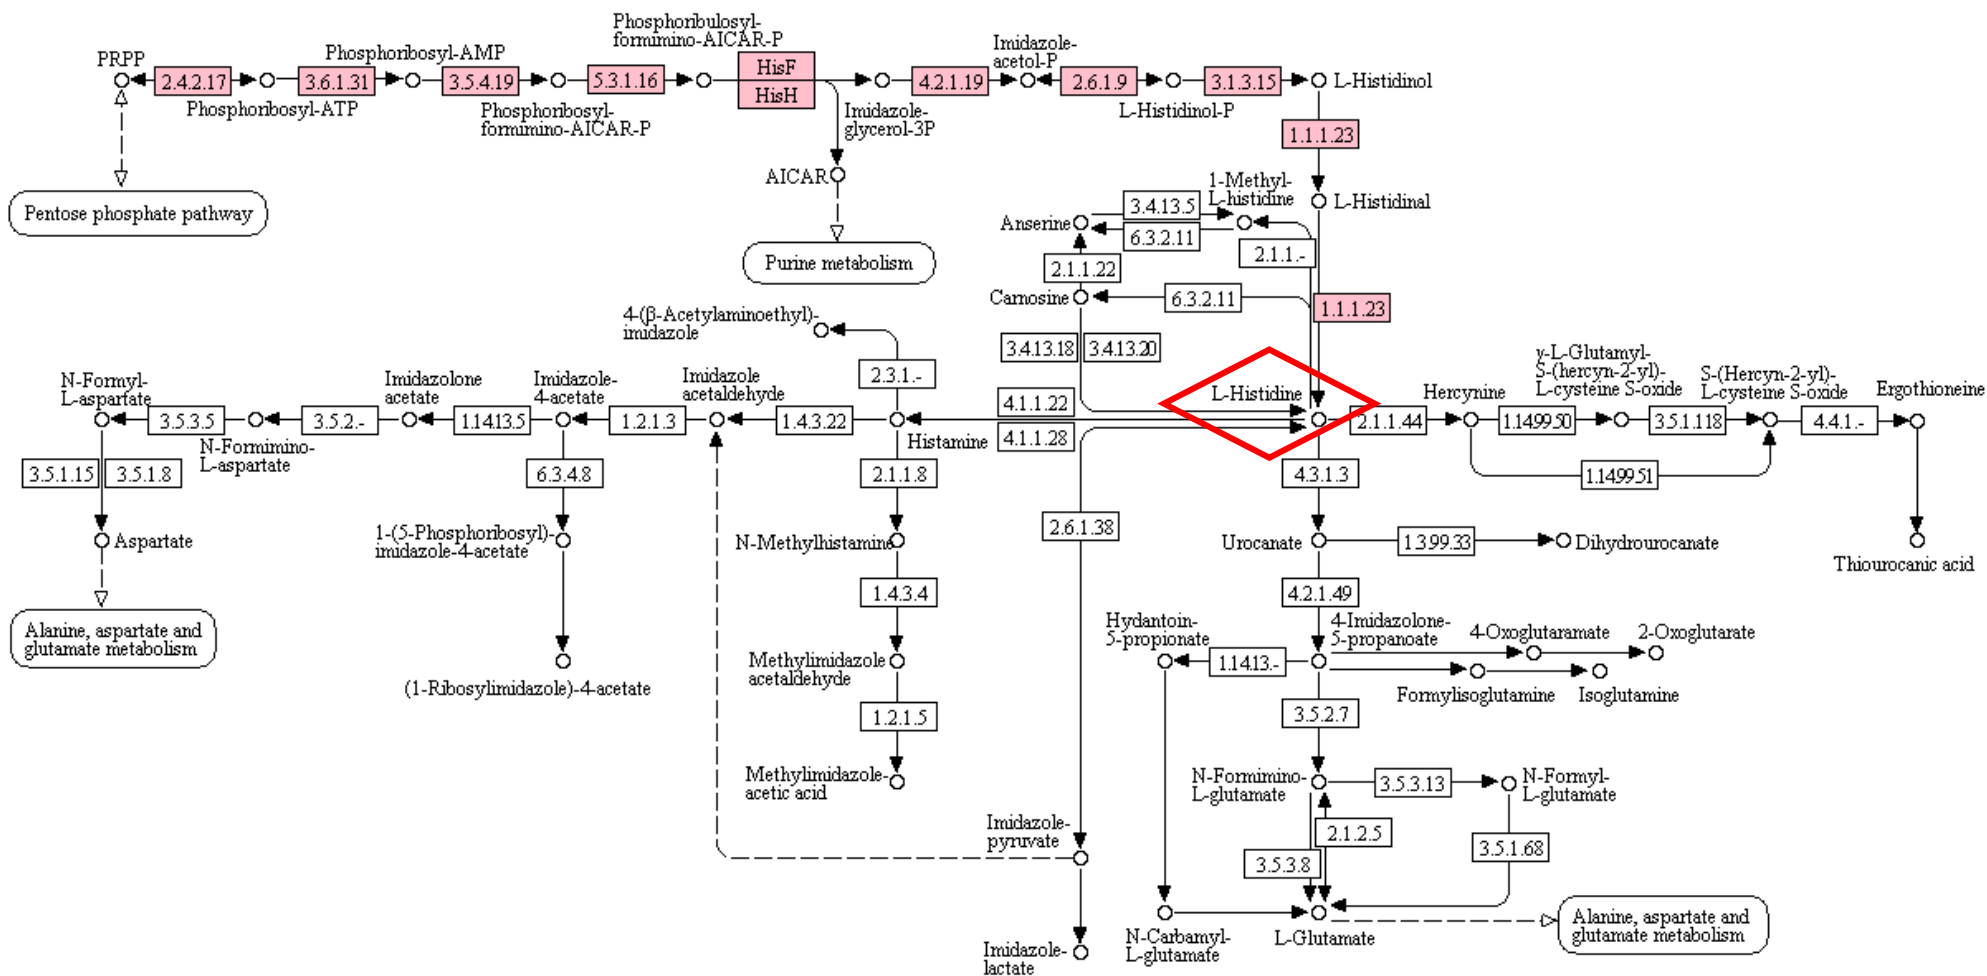 Phosphoribulosyl-
formimino-AICAR-P
Phosphoribosyl-AMP
Imidazole-
acetol-P
PRPP
2.4.2.17
3.6.1.31
3.5.4.19
5.3.1.16
HisF
HisH
4.2.1.19
2.6.1.9
3.1.3.15
L-Histidinol
Phosphoribosyl-ATP
Phosphoribosyl-
formimino-AICAR-P
Imidazole-
glycerol-3P
L-Histidinol-P
1.1.1.23
AICAR
Pentose phosphate pathway
Purine metabolism
1-Methyl-
L-histidine
L-Histidinal
3.4.13.5
Anserine
6.3.2.11
2.1.1.-
2.1.1.22
Carnosine
6.3.2.11
1.1.1.23
4-(β-Acetylaminoethyl)-
imidazole
3.4.13.18
3.4.13.20
N-Formyl-
L-aspartate
Imidazolone
acetate
Imidazole-
4-acetate
Imidazole
acetaldehyde
2.3.1.-
L-Histidine
Hercynine
γ-L-Glutamyl-
S-(hercyn-2-yl)-
L-cysteine S-oxide
S-(Hercyn-2-yl)-
L-cysteine S-oxide
Ergothioneine
3.5.3.5
3.5.2.-
1.14.13.5
1.2.1.3
1.4.3.22
4.1.1.22
4.1.1.28
2.1.1.44
1.14.99.50
3.5.1.118
4.4.1.-
N-Formimino-
L-aspartate
Histamine
3.5.1.15
3.5.1.8
6.3.4.8
2.1.1.8
4.3.1.3
1.14.99.51
2.6.1.38
Aspartate
1-(5-Phosphoribosyl)-
imidazole-4-acetate
N-Methylhistamine
Urocanate
1.3.99.33
Dihydrourocanate
Thiourocanic acid
1.4.3.4
4.2.1.49
Alanine, aspartate and
glutamate metabolism
Hydantoin-
5-propionate
4-Imidazolone-
5-propanoate
4-Oxoglutaramate
2-Oxoglutarate
1.14.13.-
Methylimidazole
acetaldehyde
(1-Ribosylimidazole)-4-acetate
Formylisoglutamine
Isoglutamine
1.2.1.5
3.5.2.7
Methylimidazole-
acetic acid
N-Formimino-
L-glutamate
3.5.3.13
N-Formyl-
L-glutamate
Imidazole-
pyruvate
2.1.2.5
3.5.3.8
3.5.1.68
N-Carbamyl-
L-glutamate
L-Glutamate
Alanine, aspartate and
glutamate metabolism
Imidazole-
lactate